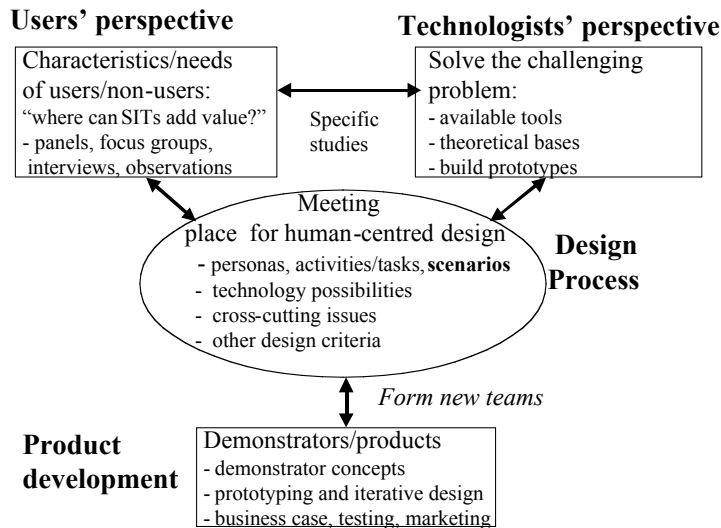 Users’ perspective
Technologists’ perspective
Characteristics/needs
of users/non-users:
“where can SITs add value?”
- panels, focus groups,
interviews, observations
Specific
studies
Solve the challenging
problem:
- available tools
- theoretical bases
- build prototypes
Meeting
place for human-centred design
- personas, activities/tasks, scenarios
- technology possibilities
- cross-cutting issues
- other design criteria
Design
Process
Form new teams
Product
development
Demonstrators/products
- demonstrator concepts
- prototyping and iterative design
- business case, testing, marketing